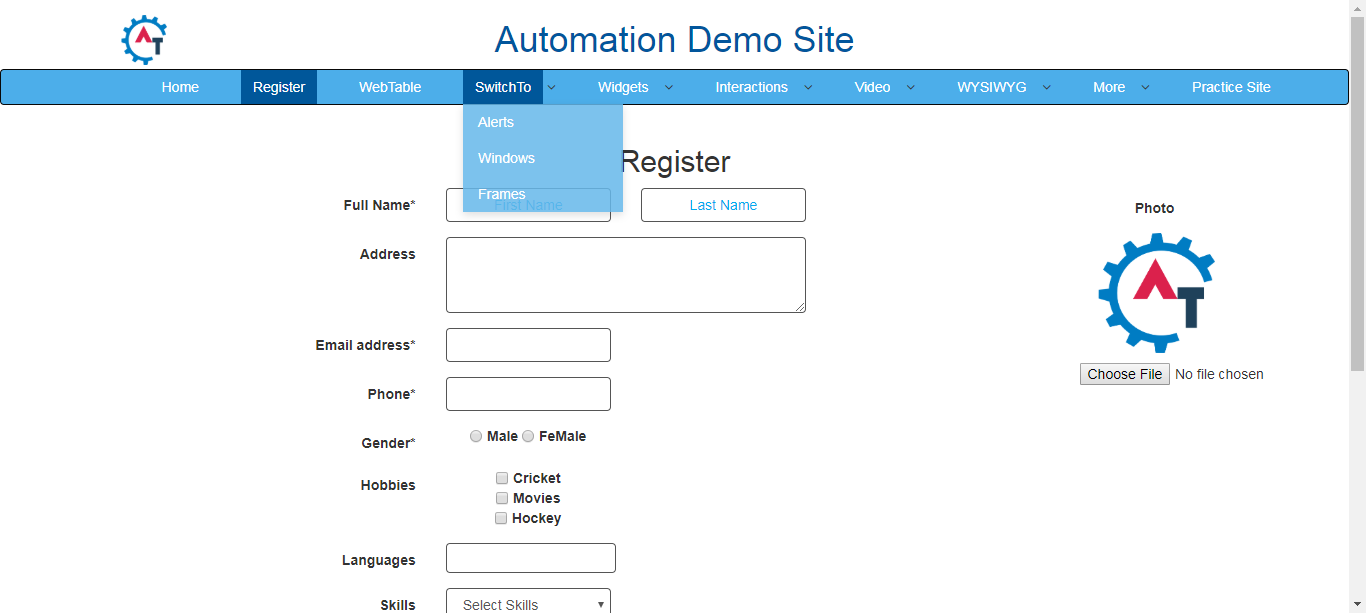 AT
Automation Demo Site
Home Register WebTable SwitchTo Widgets Interactions Video WYSIWYG More Practice Site
Alerts
Windows
Frames
Register
Full Name* First Name Last Name
Photo
Address
AT
Email address*
Choose File No file chosen
Phone*
Gender* Male FeMale
Hobbies Cricket
Movies
Hockey
Languages
Skills Select Skills